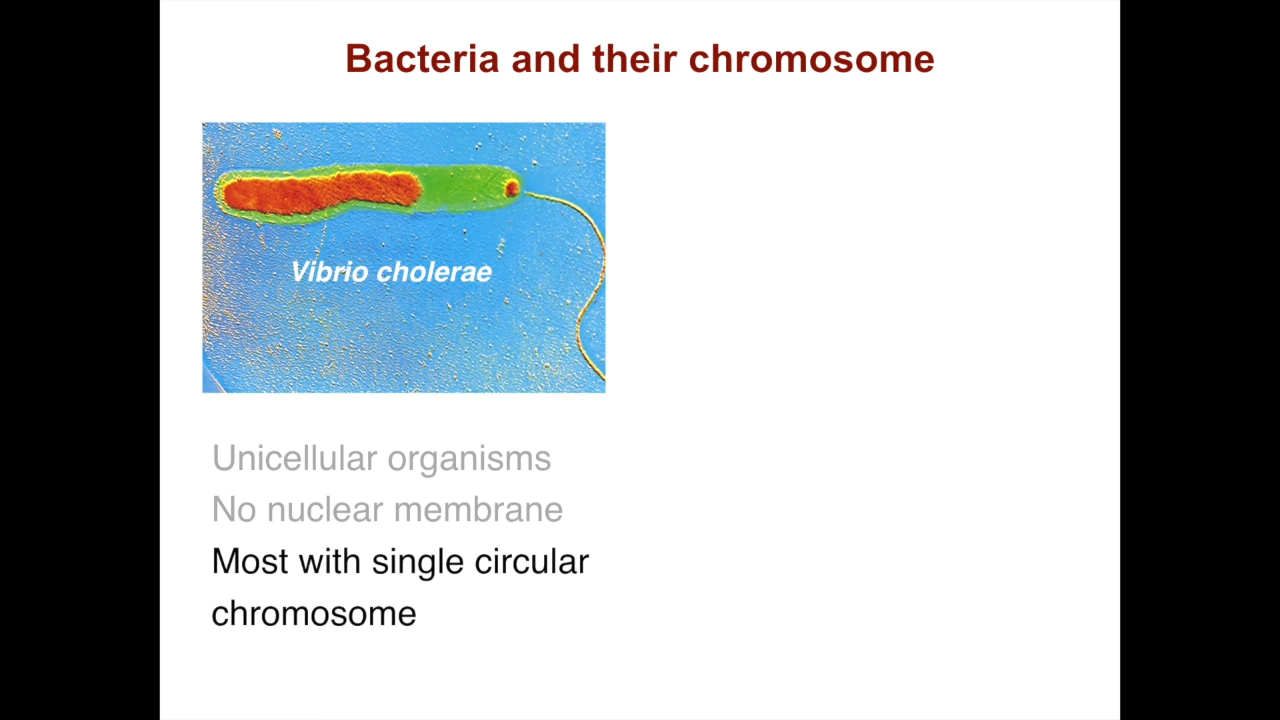 Bacteria and their chromosome
Vibrio cholerae
Unicellular organisms
No nuclear membrane
Most with single circular
chromosome